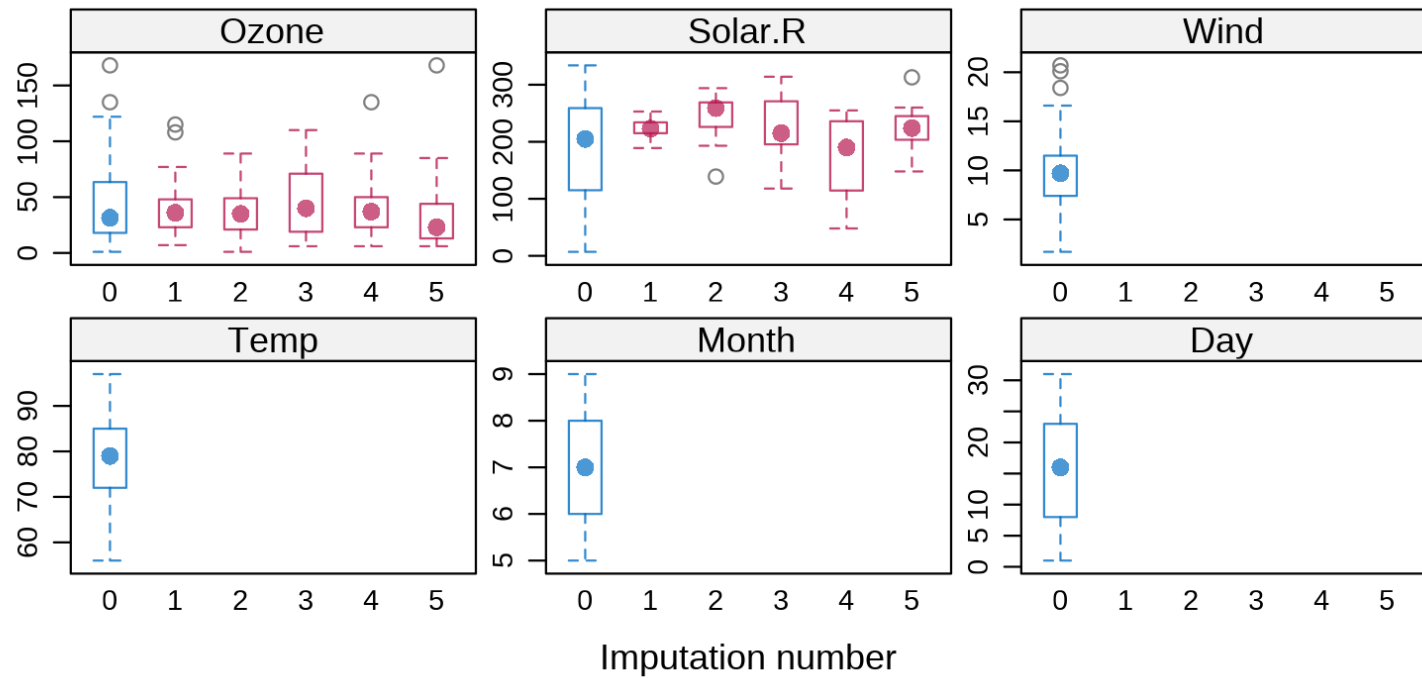 Ozone
Solar.R
Wind
0 50 100 150
0 100 200 300
5 10 15 20
0 1 2 3 4 5
0 1 2 3 4 5
0 1 2 3 4 5
Temp
Month
Day
60 70 80 90
5 6 7 8 9
0 5 10 20 30
0 1 2 3 4 5
0 1 2 3 4 5
0 1 2 3 4 5
Imputation number